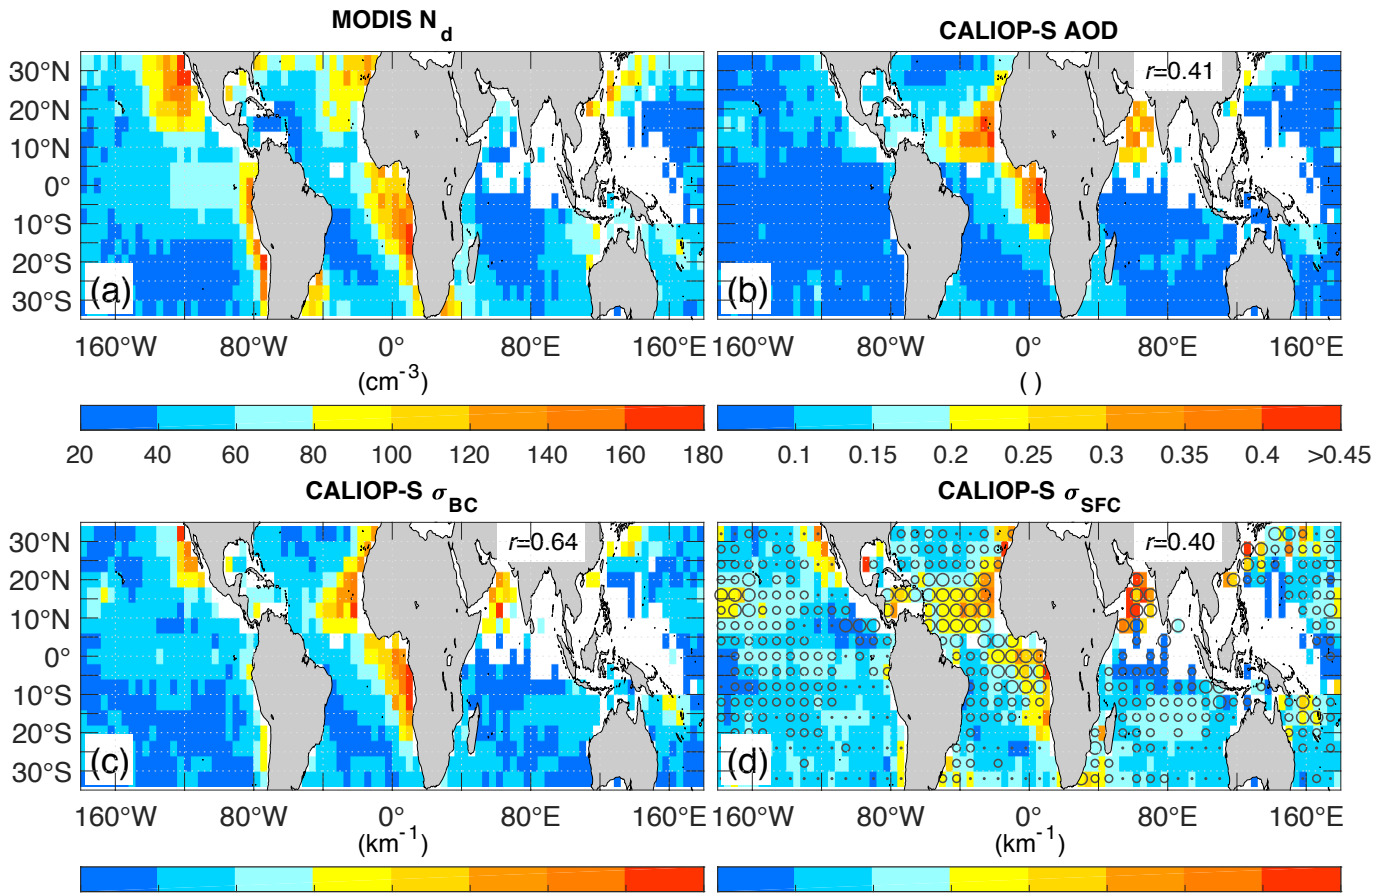 MODIS N_d
CALIOP-S AOD
30°N
20°N
10°N
0°
10°S
20°S
30°S
(a)
r=0.41
(b)
160°W 80°W 0° 80°E 160°E
160°W 80°W 0° 80°E 160°E
(cm⁻³)
( )
20 40 60 80 100 120 140 160 180
0.1 0.15 0.2 0.25 0.3 0.35 0.4 >0.45
CALIOP-S σ_BC
CALIOP-S σ_SFC
30°N
20°N
10°N
0°
10°S
20°S
30°S
r=0.64
(c)
r=0.40
(d)
160°W 80°W 0° 80°E 160°E
160°W 80°W 0° 80°E 160°E
(km⁻¹)
(km⁻¹)